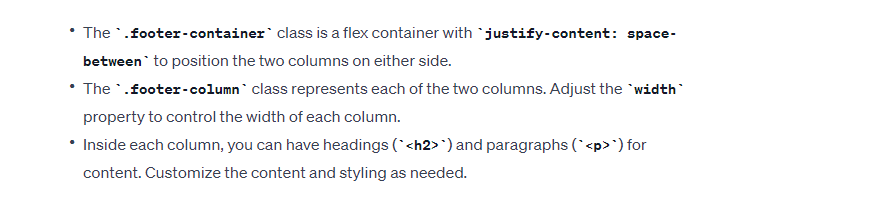 • The `.footer-container` class is a flex container with `justify-content: space-
between` to position the two columns on either side.
• The `.footer-column` class represents each of the two columns. Adjust the `width`
property to control the width of each column.
• Inside each column, you can have headings (`<h2>`) and paragraphs (`<p>`) for
content. Customize the content and styling as needed.